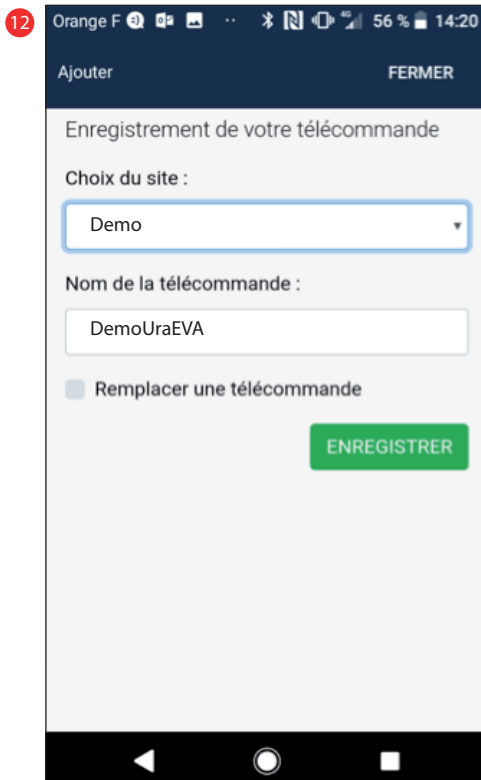 12
Orange F 4G 56 % 14:20
Ajouter FERMER
Enregistrement de votre télécommande
Choix du site :
Demo
Nom de la télécommande :
DemoUraEVA
Remplacer une télécommande
ENREGISTRER